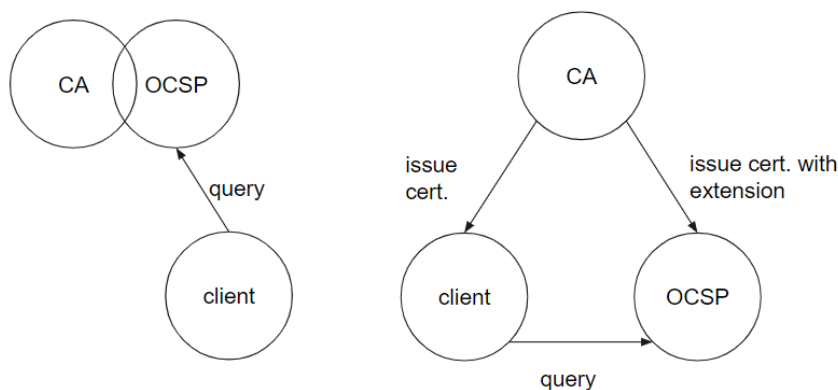 CA
OCSP
query
client
CA
issue
cert.
issue cert. with
extension
client
OCSP
query